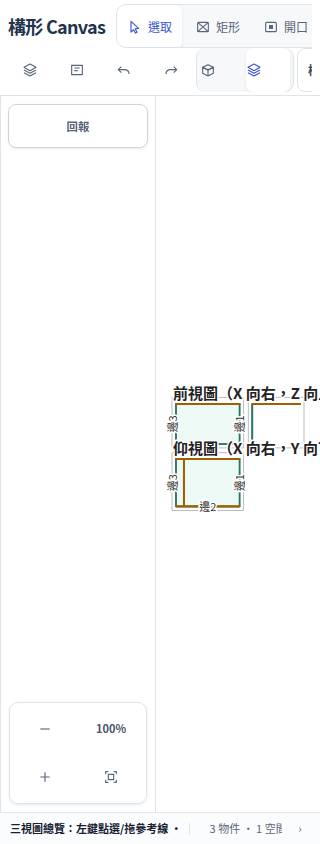 構形 Canvas
選取
矩形
開口
回報
前視圖（X 向右，Z 向
邊3
邊1
仰視圖（X 向右，Y 向
邊3
邊1
邊2
100%
三視圖總覽：左鍵點選/拖參考線 ·
3 物件 · 1 空間